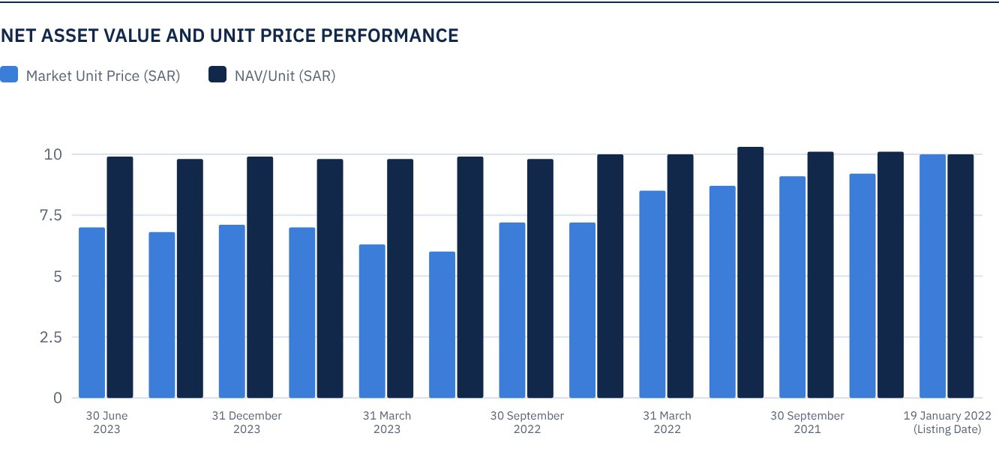 NET ASSET VALUE AND UNIT PRICE PERFORMANCE
Market Unit Price (SAR) NAV/Unit (SAR)
10
7.5
5
2.5
0
30 June 31 December 31 March 30 September 31 March 30 September 19 January 2022
2023 2023 2023 2022 2022 2021 (Listing Date)